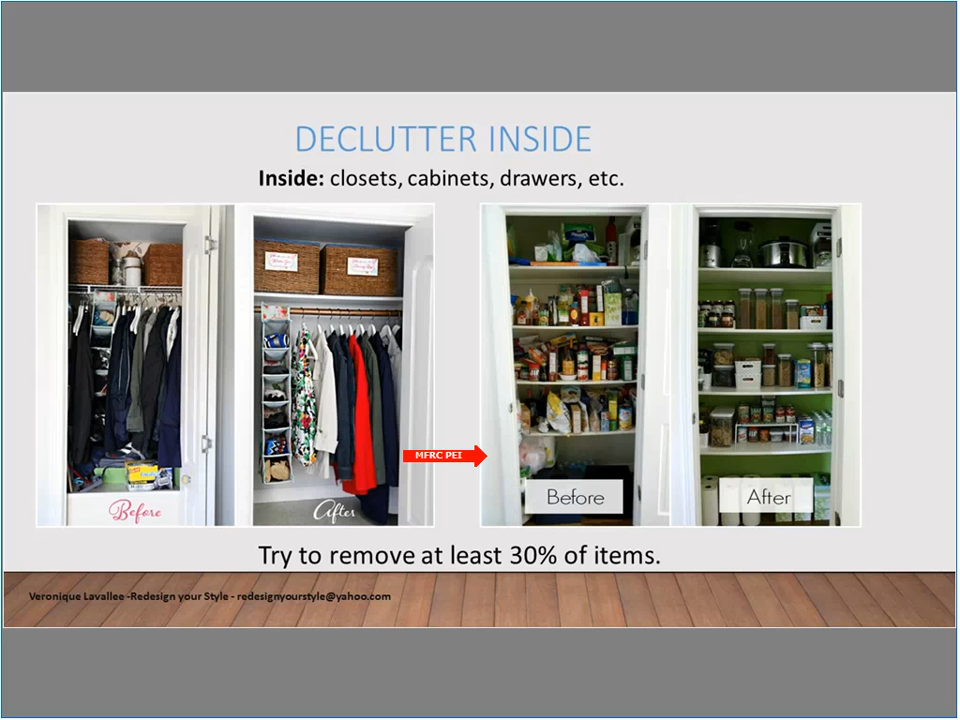 DECLUTTER INSIDE
Inside: closets, cabinets, drawers, etc.
Before
After
MFRC PEI
Before
After
Try to remove at least 30% of items.
Veronique Lavallee -Redesign your Style - redesignyourstyle@yahoo.com